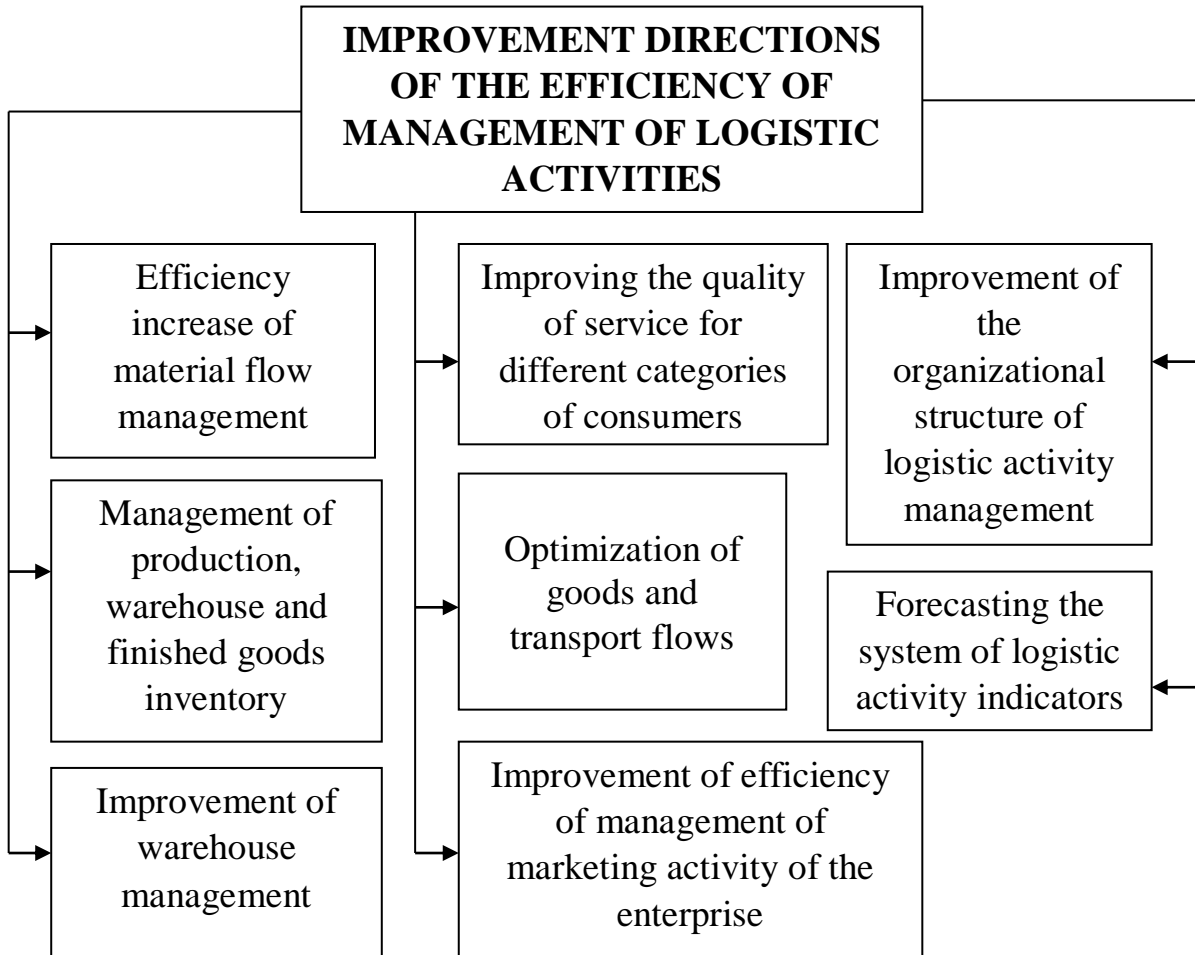 IMPROVEMENT DIRECTIONS
OF THE EFFICIENCY OF
MANAGEMENT OF LOGISTIC
ACTIVITIES
Efficiency
increase of
material flow
management
Management of
production,
warehouse and
finished goods
inventory
Improvement of
warehouse
management
Improving the quality
of service for
different categories
of consumers
Optimization of
goods and
transport flows
Improvement of efficiency
of management of
marketing activity of the
enterprise
Improvement of
the
organizational
structure of
logistic activity
management
Forecasting the
system of logistic
activity indicators